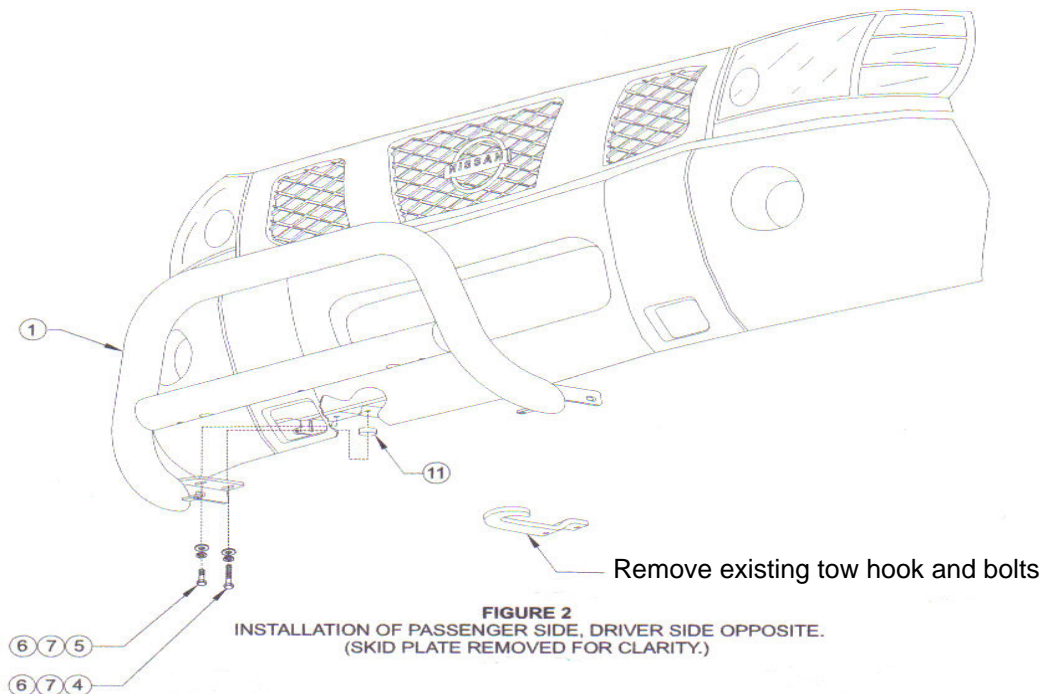 NISSAN
1
11
Remove existing tow hook and bolts
FIGURE 2
INSTALLATION OF PASSENGER SIDE, DRIVER SIDE OPPOSITE.
(SKID PLATE REMOVED FOR CLARITY.)
6 7 5
6 7 4